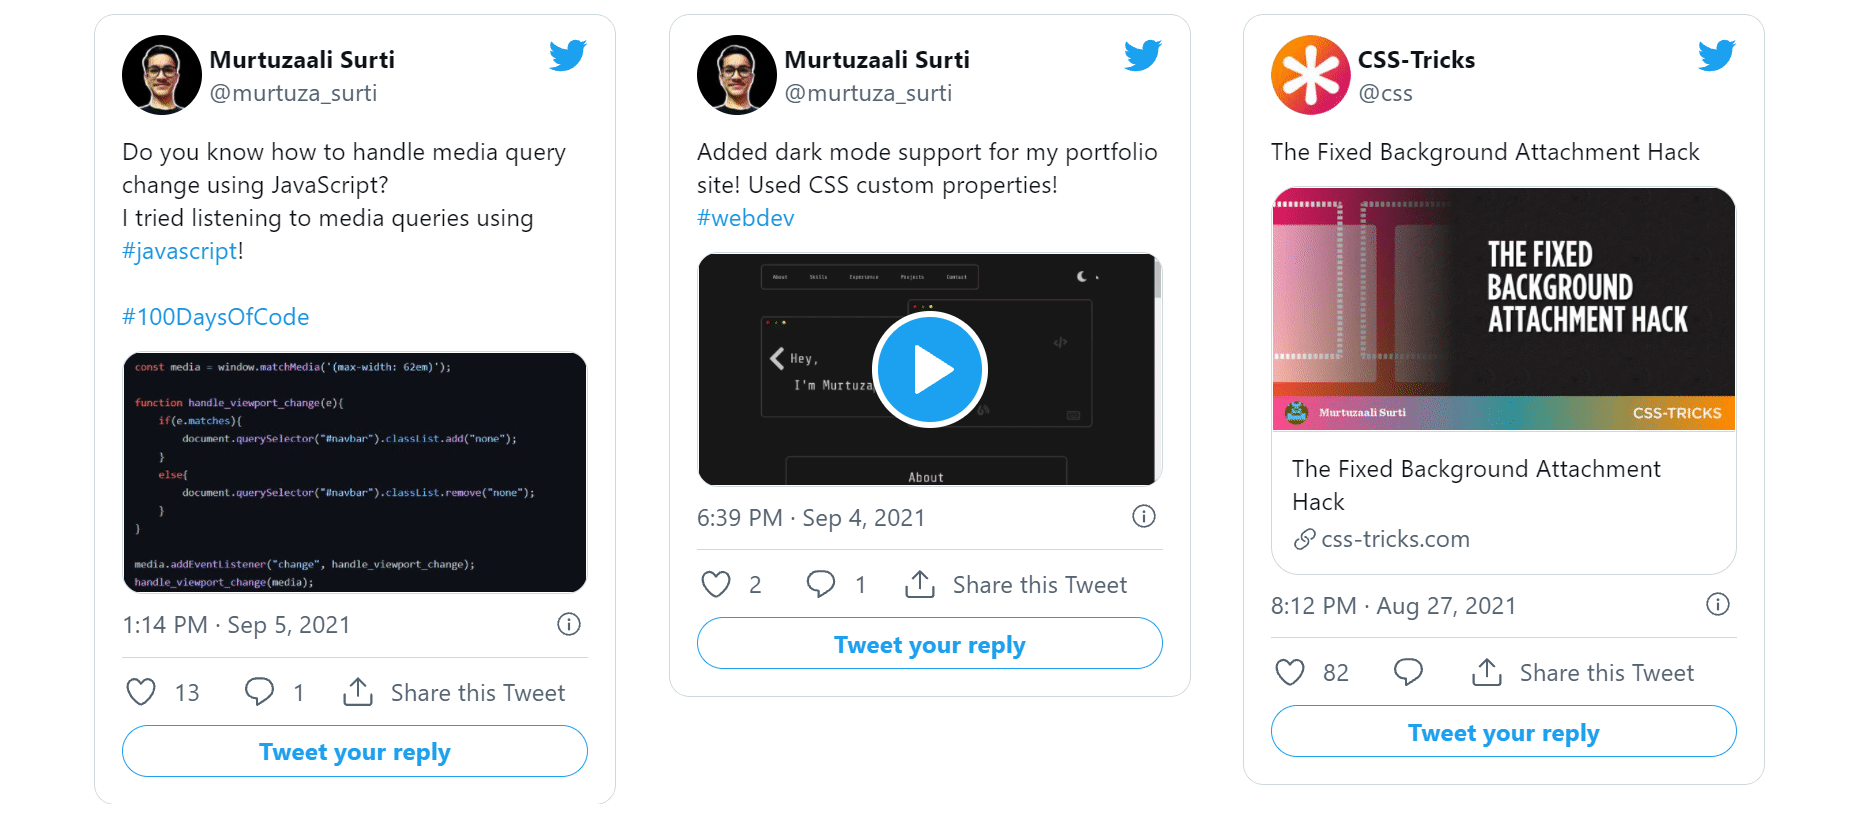 Murtuzaali Surti
@murtuza_surti
Do you know how to handle media query
change using JavaScript?
I tried listening to media queries using
#javascript!
#100DaysOfCode
const media = window.matchMedia('(max-width: 62em)');
function handle_viewport_change(e){
if(e.matches){
document.querySelector("#navbar").classList.add("none");
}
else{
document.querySelector("#navbar").classList.remove("none");
}
}
media.addEventListener("change", handle_viewport_change);
handle_viewport_change(media);
1:14 PM · Sep 5, 2021
13 1 Share this Tweet
Tweet your reply
Murtuzaali Surti
@murtuza_surti
Added dark mode support for my portfolio
site! Used CSS custom properties!
#webdev
About Skills Experience Projects Contact
Hey,
I'm Murtuza
About
6:39 PM · Sep 4, 2021
2 1 Share this Tweet
Tweet your reply
CSS-Tricks
@css
The Fixed Background Attachment Hack
THE FIXED
BACKGROUND
ATTACHMENT HACK
Murtuzaali Surti CSS-TRICKS
The Fixed Background Attachment
Hack
css-tricks.com
8:12 PM · Aug 27, 2021
82 Share this Tweet
Tweet your reply